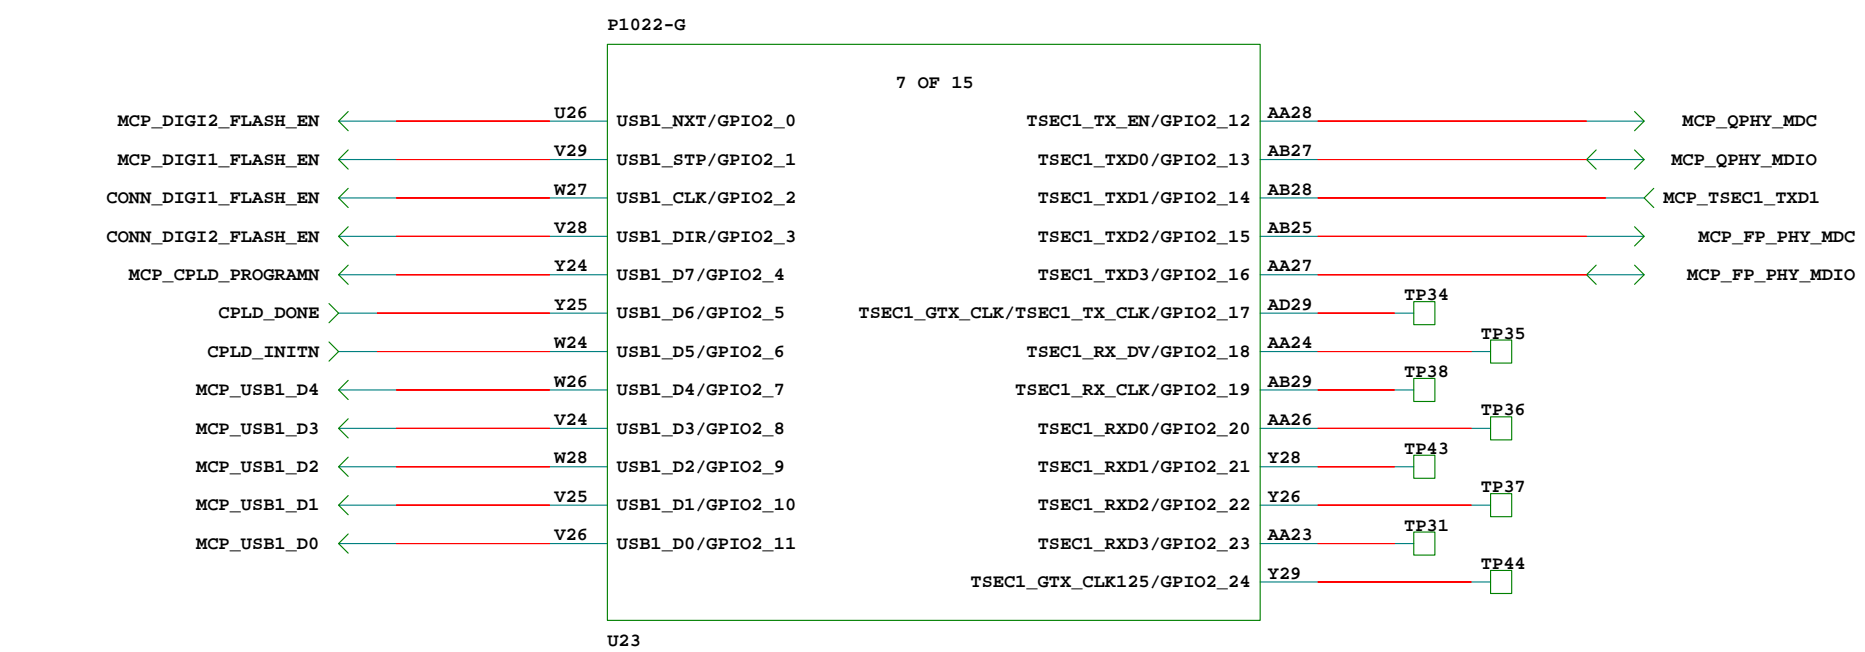 P1022-G
7 OF 15
MCP_DIGI2_FLASH_EN U26 USB1_NXT/GPIO2_0 TSEC1_TX_EN/GPIO2_12 AA28 MCP_QPHY_MDC
MCP_DIGI1_FLASH_EN V29 USB1_STP/GPIO2_1 TSEC1_TXD0/GPIO2_13 AB27 MCP_QPHY_MDIO
CONN_DIGI1_FLASH_EN W27 USB1_CLK/GPIO2_2 TSEC1_TXD1/GPIO2_14 AB28 MCP_TSEC1_TXD1
CONN_DIGI2_FLASH_EN V28 USB1_DIR/GPIO2_3 TSEC1_TXD2/GPIO2_15 AB25 MCP_FP_PHY_MDC
MCP_CPLD_PROGRAMN Y24 USB1_D7/GPIO2_4 TSEC1_TXD3/GPIO2_16 AA27 MCP_FP_PHY_MDIO
CPLD_DONE Y25 USB1_D6/GPIO2_5 TSEC1_GTX_CLK/TSEC1_TX_CLK/GPIO2_17 AD29 TP34
CPLD_INITN W24 USB1_D5/GPIO2_6 TSEC1_RX_DV/GPIO2_18 AA24 TP35
MCP_USB1_D4 W26 USB1_D4/GPIO2_7 TSEC1_RX_CLK/GPIO2_19 AB29 TP38
MCP_USB1_D3 V24 USB1_D3/GPIO2_8 TSEC1_RXD0/GPIO2_20 AA26 TP36
MCP_USB1_D2 W28 USB1_D2/GPIO2_9 TSEC1_RXD1/GPIO2_21 Y28 TP43
MCP_USB1_D1 V25 USB1_D1/GPIO2_10 TSEC1_RXD2/GPIO2_22 Y26 TP37
MCP_USB1_D0 V26 USB1_D0/GPIO2_11 TSEC1_RXD3/GPIO2_23 AA23 TP31
TSEC1_GTX_CLK125/GPIO2_24 Y29 TP44
U23